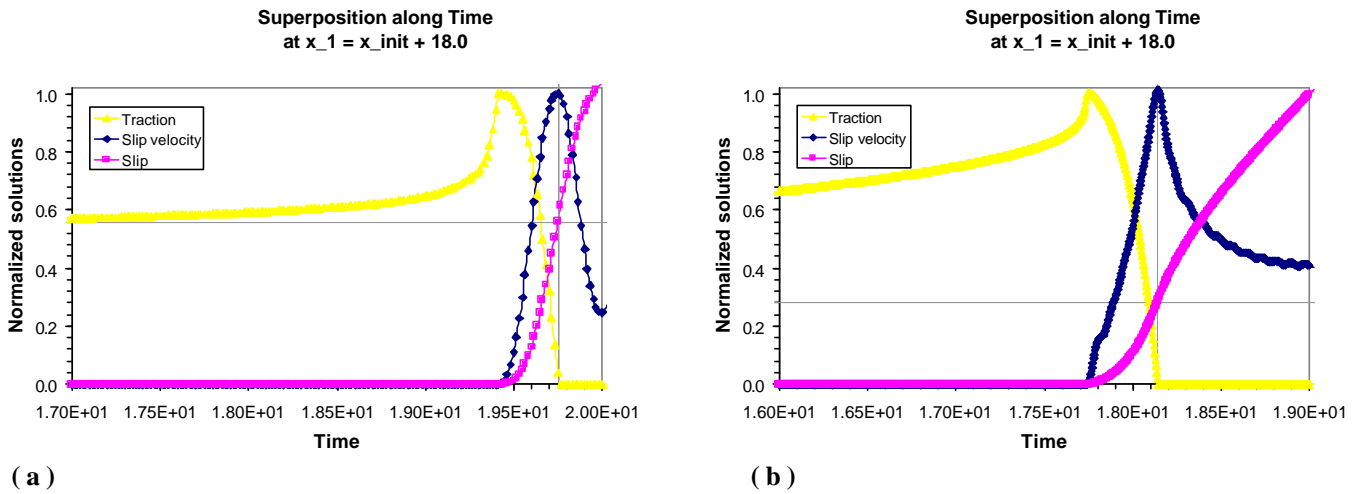 Superposition along Time
at x_1 = x_init + 18.0
Normalized solutions
1.0
0.8
0.6
0.4
0.2
0.0
Traction
Slip velocity
Slip
1.70E+01 1.75E+01 1.80E+01 1.85E+01 1.90E+01 1.95E+01 2.00E+01
Time
( a )
Superposition along Time
at x_1 = x_init + 18.0
Normalized solutions
1.0
0.8
0.6
0.4
0.2
0.0
Traction
Slip velocity
Slip
1.60E+01 1.65E+01 1.70E+01 1.75E+01 1.80E+01 1.85E+01 1.90E+01
Time
( b )